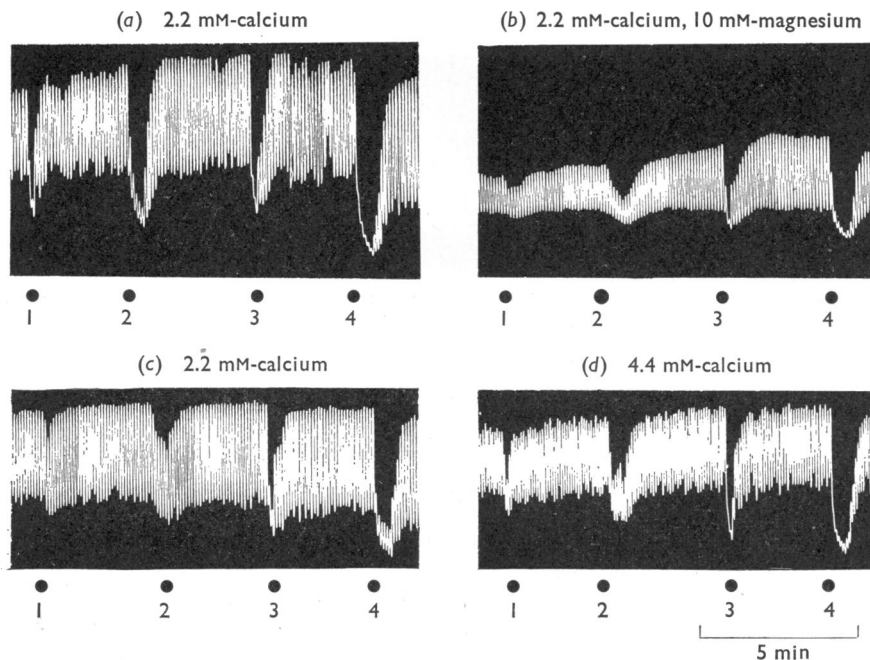 (a) 2.2 mM-calcium
(b) 2.2 mM-calcium, 10 mM-magnesium
1 2 3 4
1 2 3 4
(c) 2.2 mM-calcium
(d) 4.4 mM-calcium
1 2 3 4
1 2 3 4
5 min